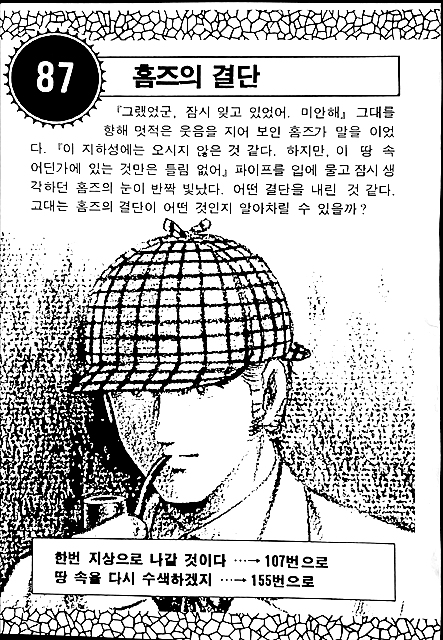 87
홈즈의 결단
『그랬었군, 잠시 잊고 있었어. 미안해』 그대를
향해 멋적은 웃음을 지어 보인 홈즈가 말을 이었
다. 『이 지하성에는 오시지 않은 것 같다. 하지만, 이 땅 속
어딘가에 있는 것만은 틀림 없어』 파이프를 입에 물고 잠시 생
각하던 홈즈의 눈이 반짝 빛났다. 어떤 결단을 내린 것 같다.
그대는 홈즈의 결단이 어떤 것인지 알아차릴 수 있을까?
한번 지상으로 나갈 것이다 …→ 107번으로
땅 속을 다시 수색하겠지 …→ 155번으로